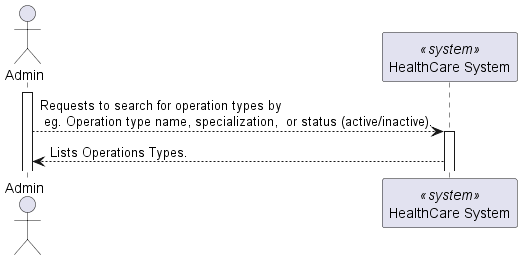 Admin
«system»
HealthCare System
Requests to search for operation types by
eg. Operation type name, specialization,  or status (active/inactive).
Lists Operations Types.
Admin
«system»
HealthCare System